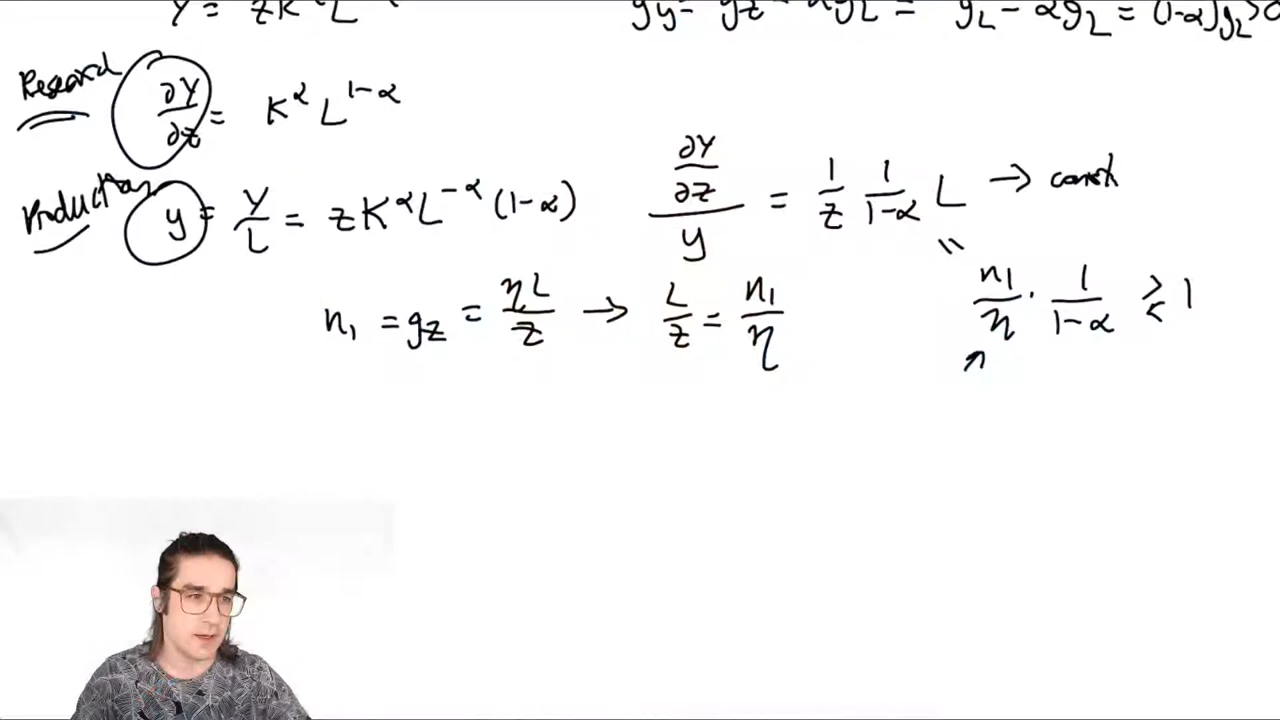 Y = zK L
gy = gz - αgL = gL - αgL = (1-α)gL > 0
Research ∂Y/∂z = K^α L^{1-α}
Production y = Y/L = zK^α L^{-α} (1-α)
(∂Y/∂z)/y = 1/z 1/(1-α) L → const
n₁ = gz = ηL/z → L/z = n₁/η
n₁/η · 1/(1-α) ≷ 1